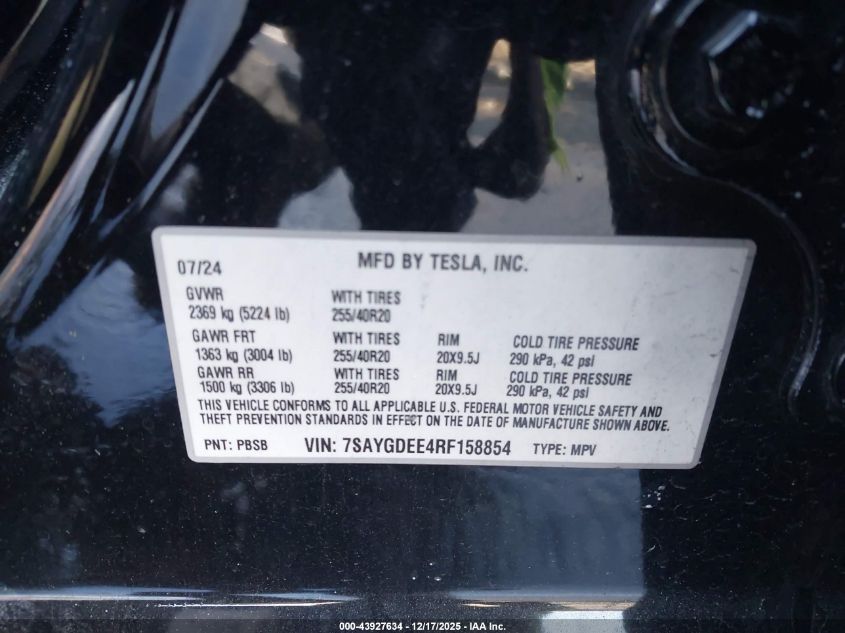 07/24 MFD BY TESLA, INC.
GVWR WITH TIRES
2369 kg (5224 lb) 255/40R20
GAWR FRT WITH TIRES RIM COLD TIRE PRESSURE
1363 kg (3004 lb) 255/40R20 20X9.5J 290 kPa, 42 psi
GAWR RR WITH TIRES RIM COLD TIRE PRESSURE
1500 kg (3306 lb) 255/40R20 20X9.5J 290 kPa, 42 psi
THIS VEHICLE CONFORMS TO ALL APPLICABLE U.S. FEDERAL MOTOR VEHICLE SAFETY AND
THEFT PREVENTION STANDARDS IN EFFECT ON THE DATE OF MANUFACTURE SHOWN ABOVE.
PNT: PBSB VIN: 7SAYGDEE4RF158854 TYPE: MPV
000-43927634 - 12/17/2025 - IAA Inc.